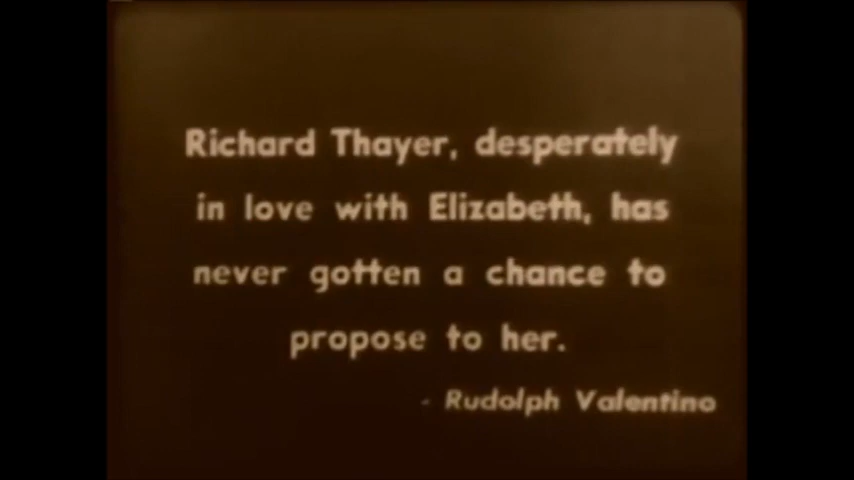 Richard Thayer, desperately
in love with Elizabeth, has
never gotten a chance to
propose to her.
- Rudolph Valentino